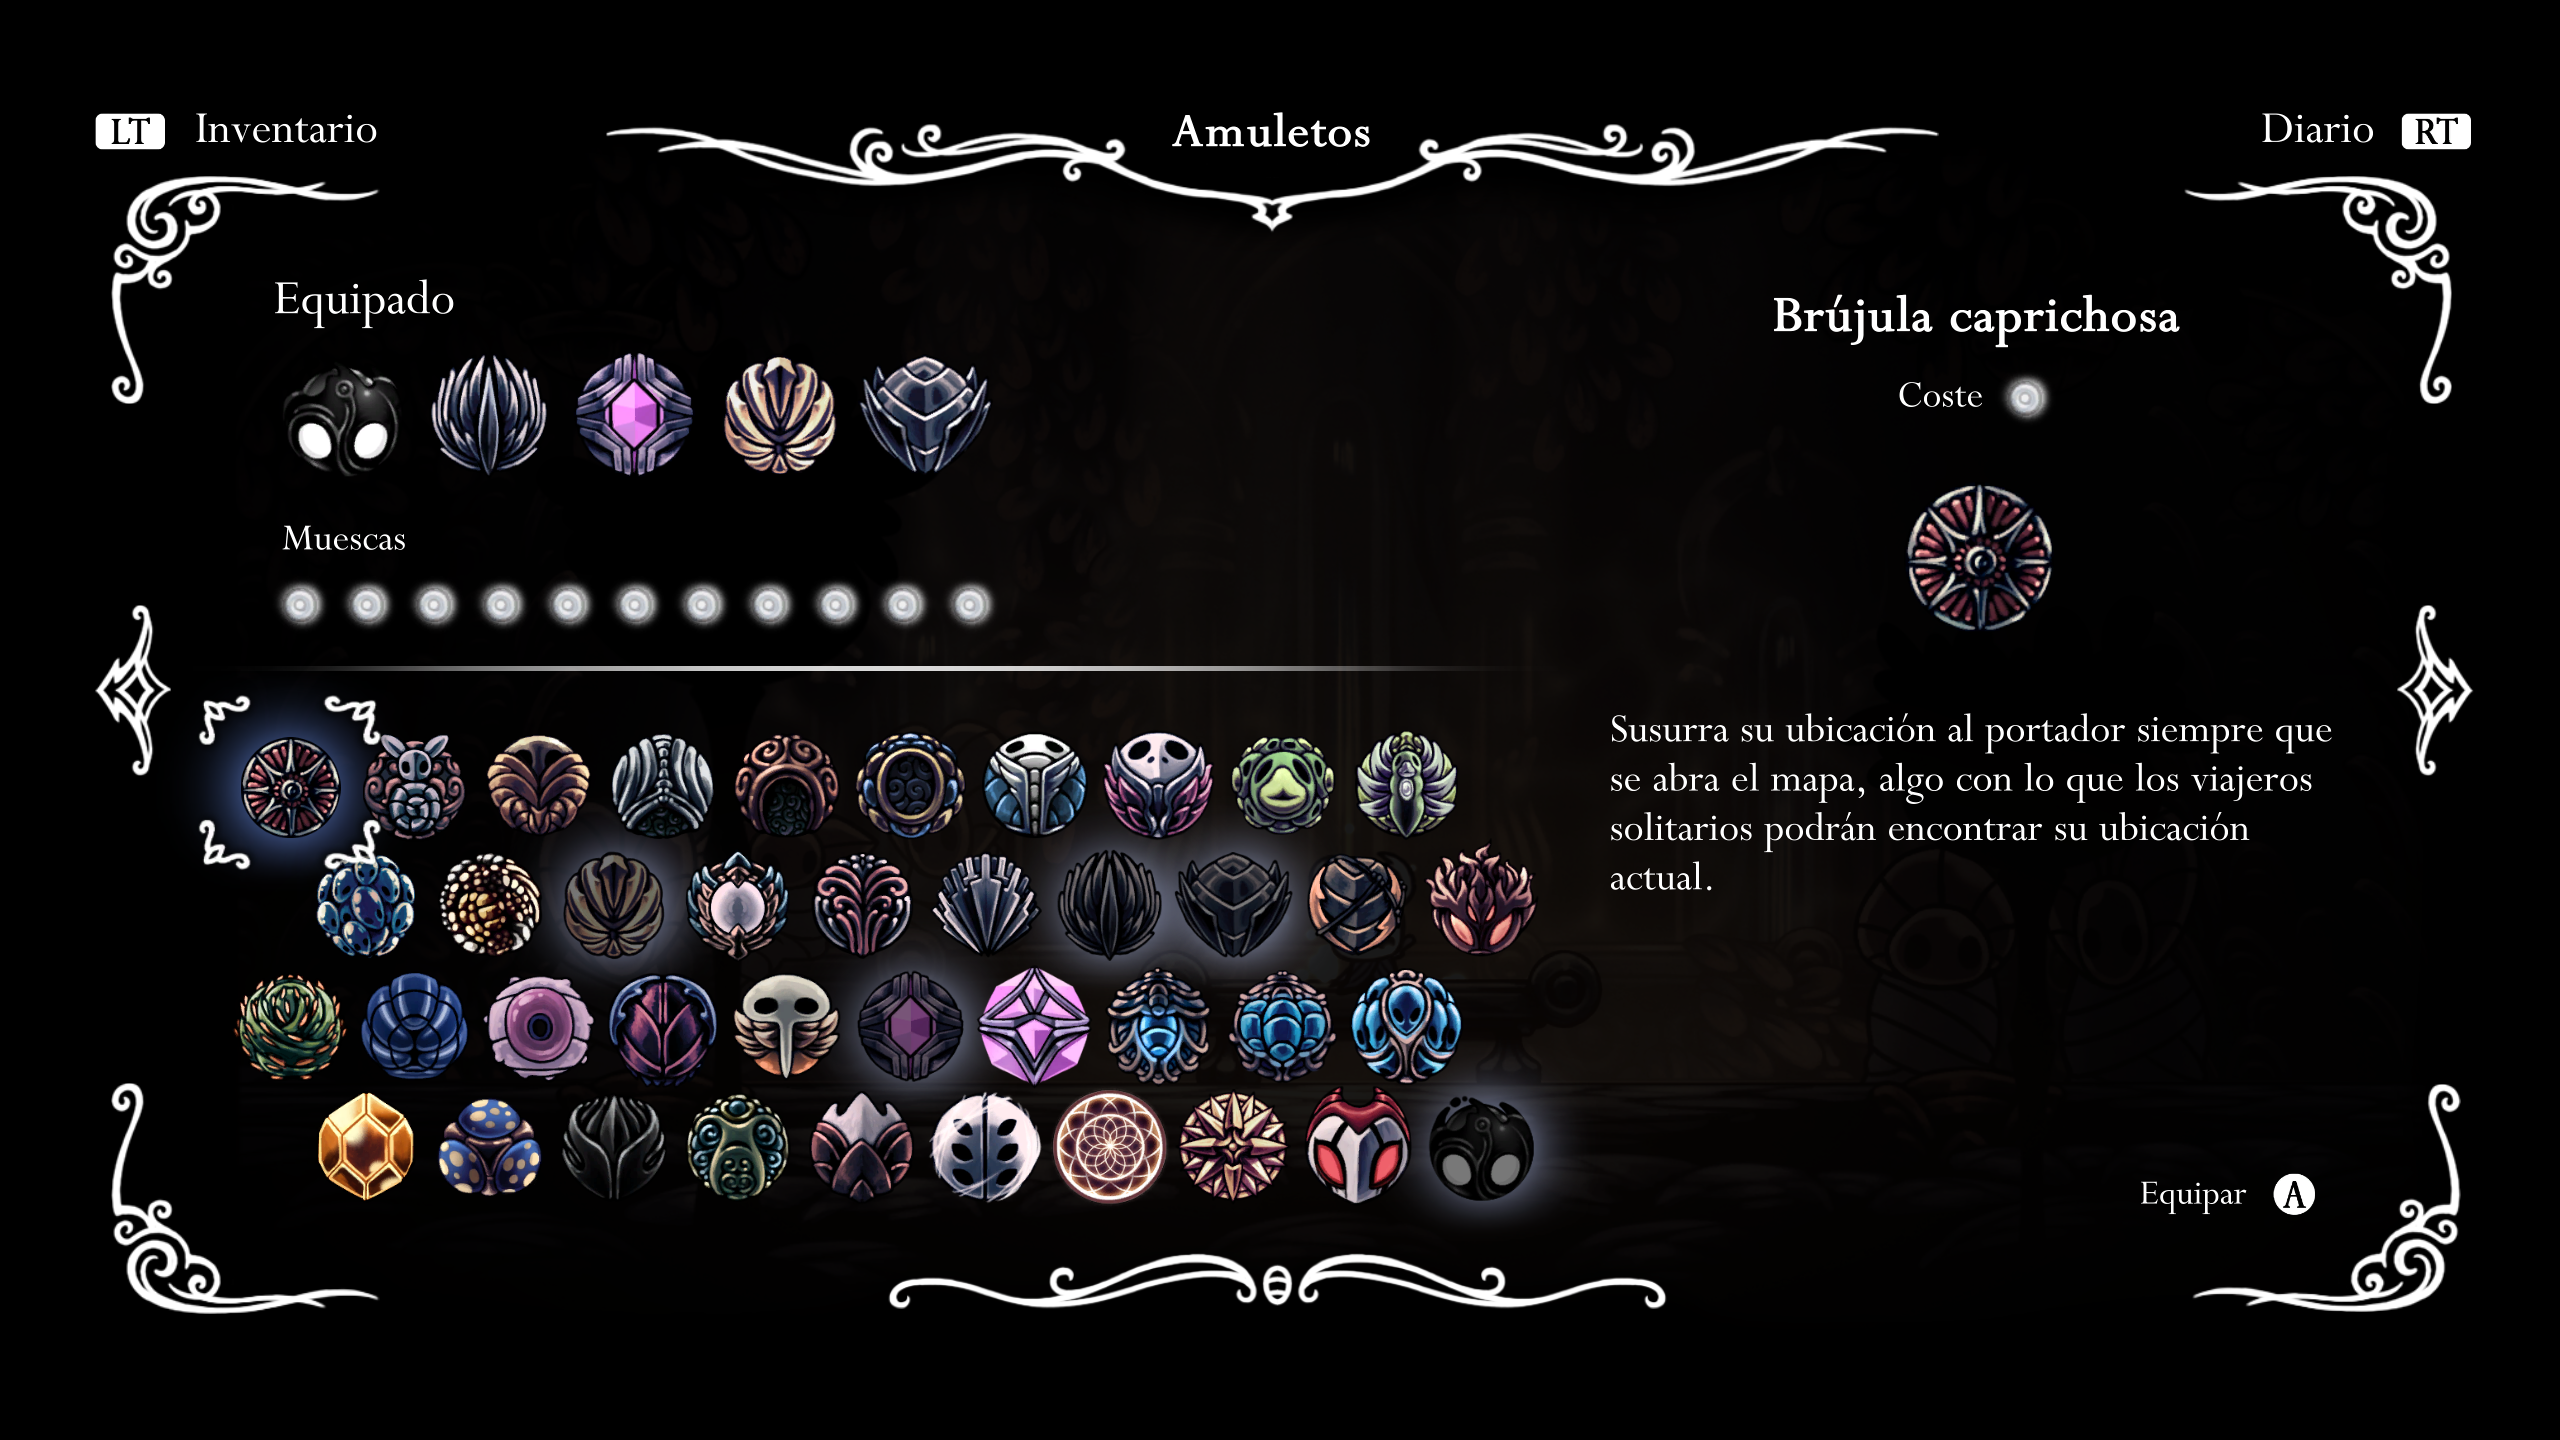 LT Inventario
Amuletos
Diario RT
Equipado
Muescas
Brújula caprichosa
Coste
Susurra su ubicación al portador siempre que
se abra el mapa, algo con lo que los viajeros
solitarios podrán encontrar su ubicación
actual.
Equipar A